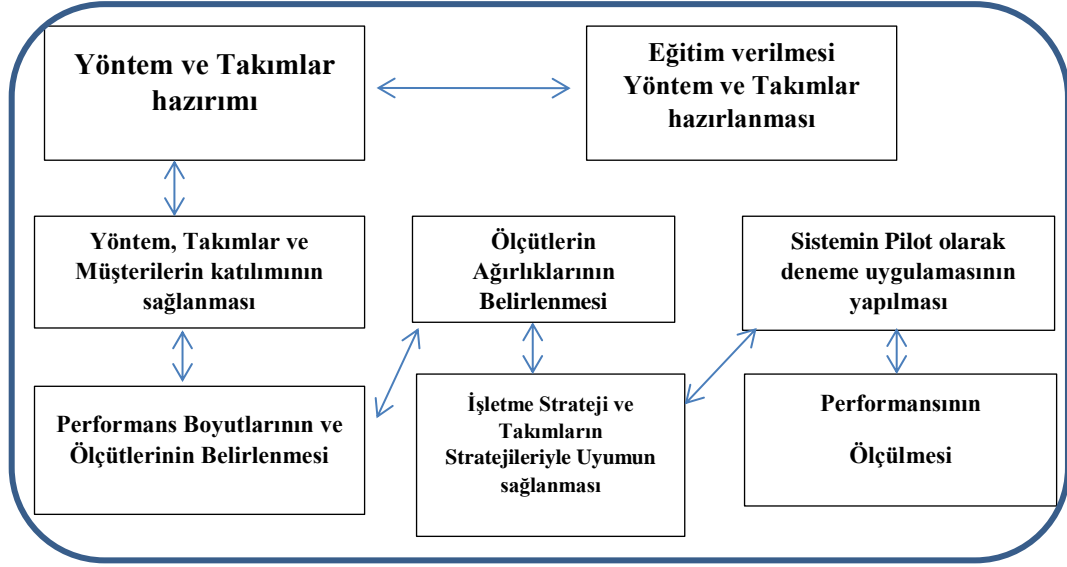 Yöntem ve Takımlar
hazırımı
Eğitim verilmesi
Yöntem ve Takımlar
hazırlanması
Yöntem, Takımlar ve
Müşterilerin katılımının
sağlanması
Ölçütlerin
Ağırlıklarının
Belirlenmesi
Sistemin Pilot olarak
deneme uygulamasının
yapılması
Performans Boyutlarının ve
Ölçütlerinin Belirlenmesi
İşletme Strateji ve
Takımların
Stratejileriyle Uyumun
sağlanması
Performansının
Ölçülmesi